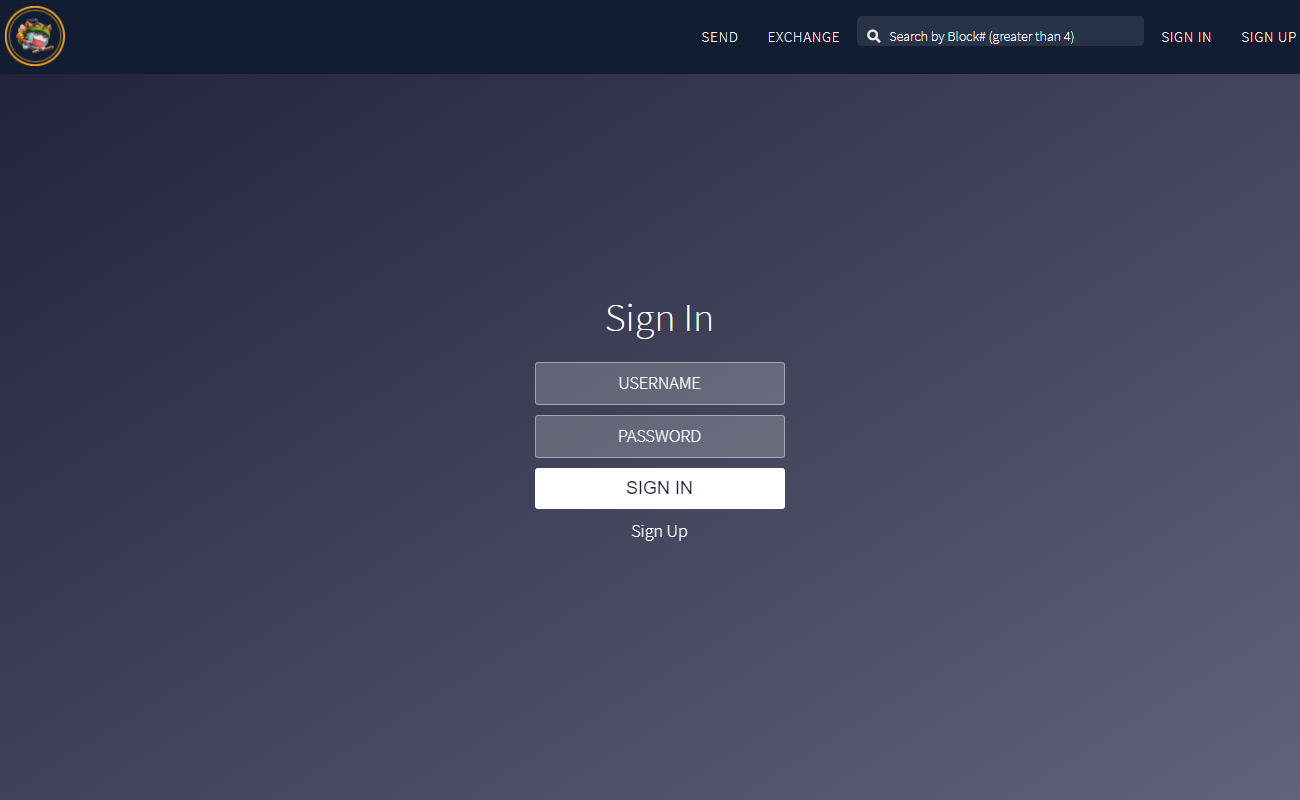 SEND EXCHANGE Search by Block# (greater than 4) SIGN IN SIGN UP
Sign In
USERNAME
PASSWORD
SIGN IN
Sign Up